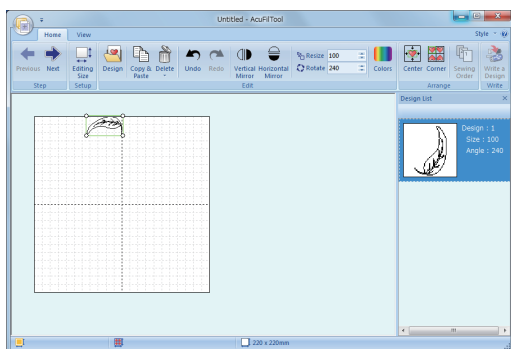 Untitled - AcuFilTool
Home View Style
Previous Next Editing Size Design Copy & Paste Delete Undo Redo Vertical Mirror Horizontal Mirror Resize 100 Rotate 240 Colors Center Corner Sewing Order Write a Design
Step Setup Edit Arrange Write
Design List
Design : 1
Size : 100
Angle : 240
220 x 220mm